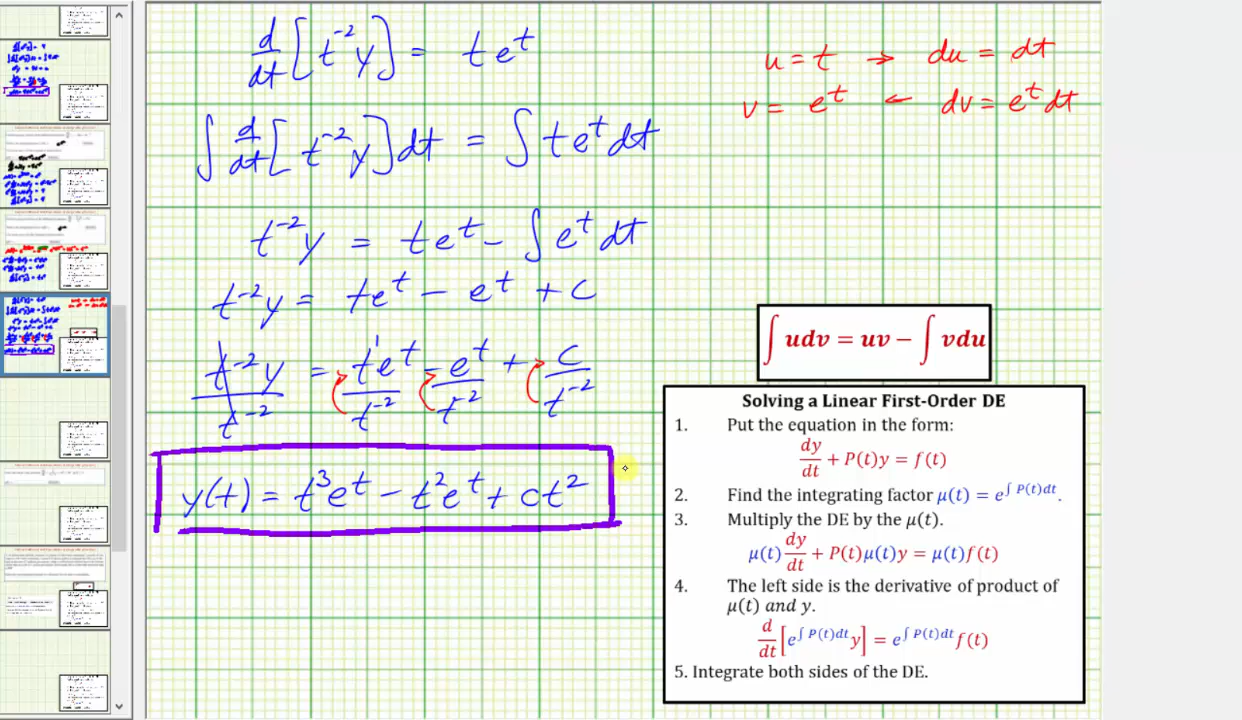 d/dt [t⁻²y] = te^t
∫ d/dt [t⁻²y] dt = ∫ te^t dt
t⁻²y = te^t − ∫ e^t dt
t⁻²y = te^t − e^t + c
t⁻²y/t⁻² = t¹e^t/t⁻² − e^t/t⁻² + c/t⁻²
y(t) = t³e^t − t²e^t + ct²
u = t → du = dt
v = e^t ← dv = e^t dt
∫ udv = uv − ∫ vdu
Solving a Linear First-Order DE
1. Put the equation in the form:
dy/dt + P(t)y = f(t)
2. Find the integrating factor μ(t) = e^∫ P(t)dt.
3. Multiply the DE by the μ(t).
μ(t) dy/dt + P(t)μ(t)y = μ(t)f(t)
4. The left side is the derivative of product of
μ(t) and y.
d/dt [e^∫ P(t)dt y] = e^∫ P(t)dt f(t)
5. Integrate both sides of the DE.